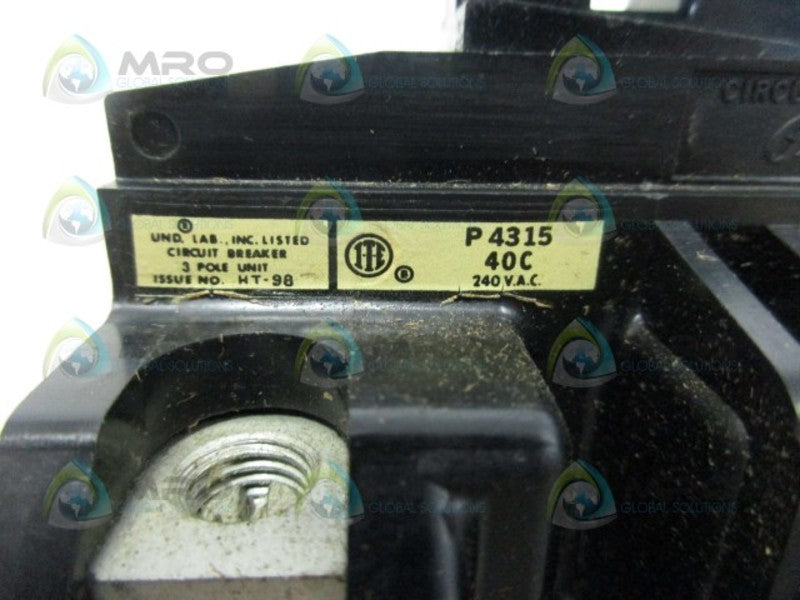 MRO
GLOBAL SOLUTIONS
CIRCU
UND. LAB., INC. LISTED
CIRCUIT BREAKER
3 POLE UNIT
ISSUE NO. HT-98
ITE
®
P 4315
40C
240 V.A.C.